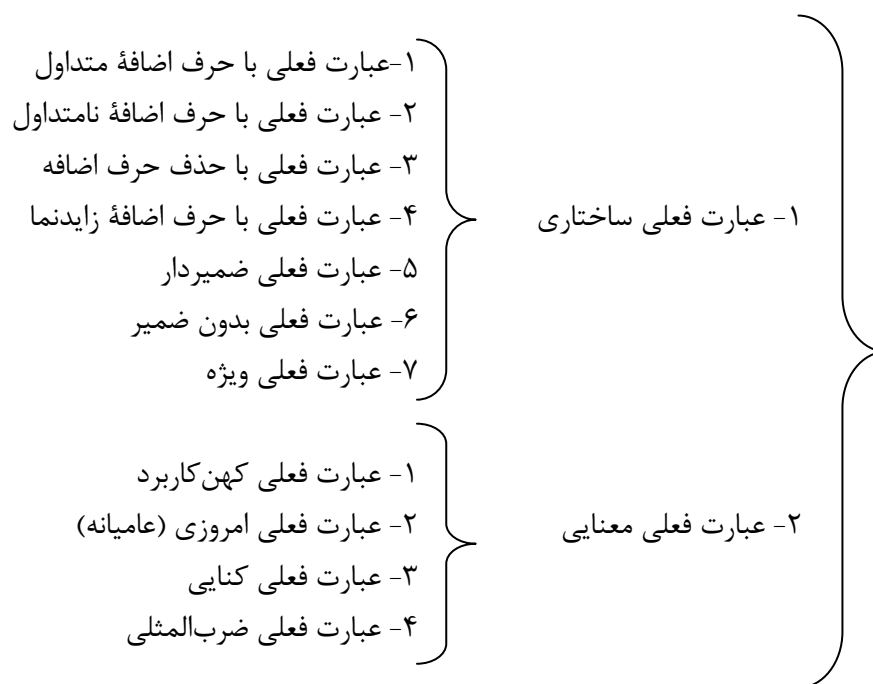 ۱- عبارت فعلی ساختاری
۱-عبارت فعلی با حرف اضافهٔ متداول
۲- عبارت فعلی با حرف اضافهٔ نامتداول
۳- عبارت فعلی با حذف حرف اضافه
۴- عبارت فعلی با حرف اضافهٔ زایدنما
۵- عبارت فعلی ضمیردار
۶- عبارت فعلی بدون ضمیر
۷- عبارت فعلی ویژه
۲- عبارت فعلی معنایی
۱- عبارت فعلی کهن‌کاربرد
۲- عبارت فعلی امروزی (عامیانه)
۳- عبارت فعلی کنایی
۴- عبارت فعلی ضرب‌المثلی